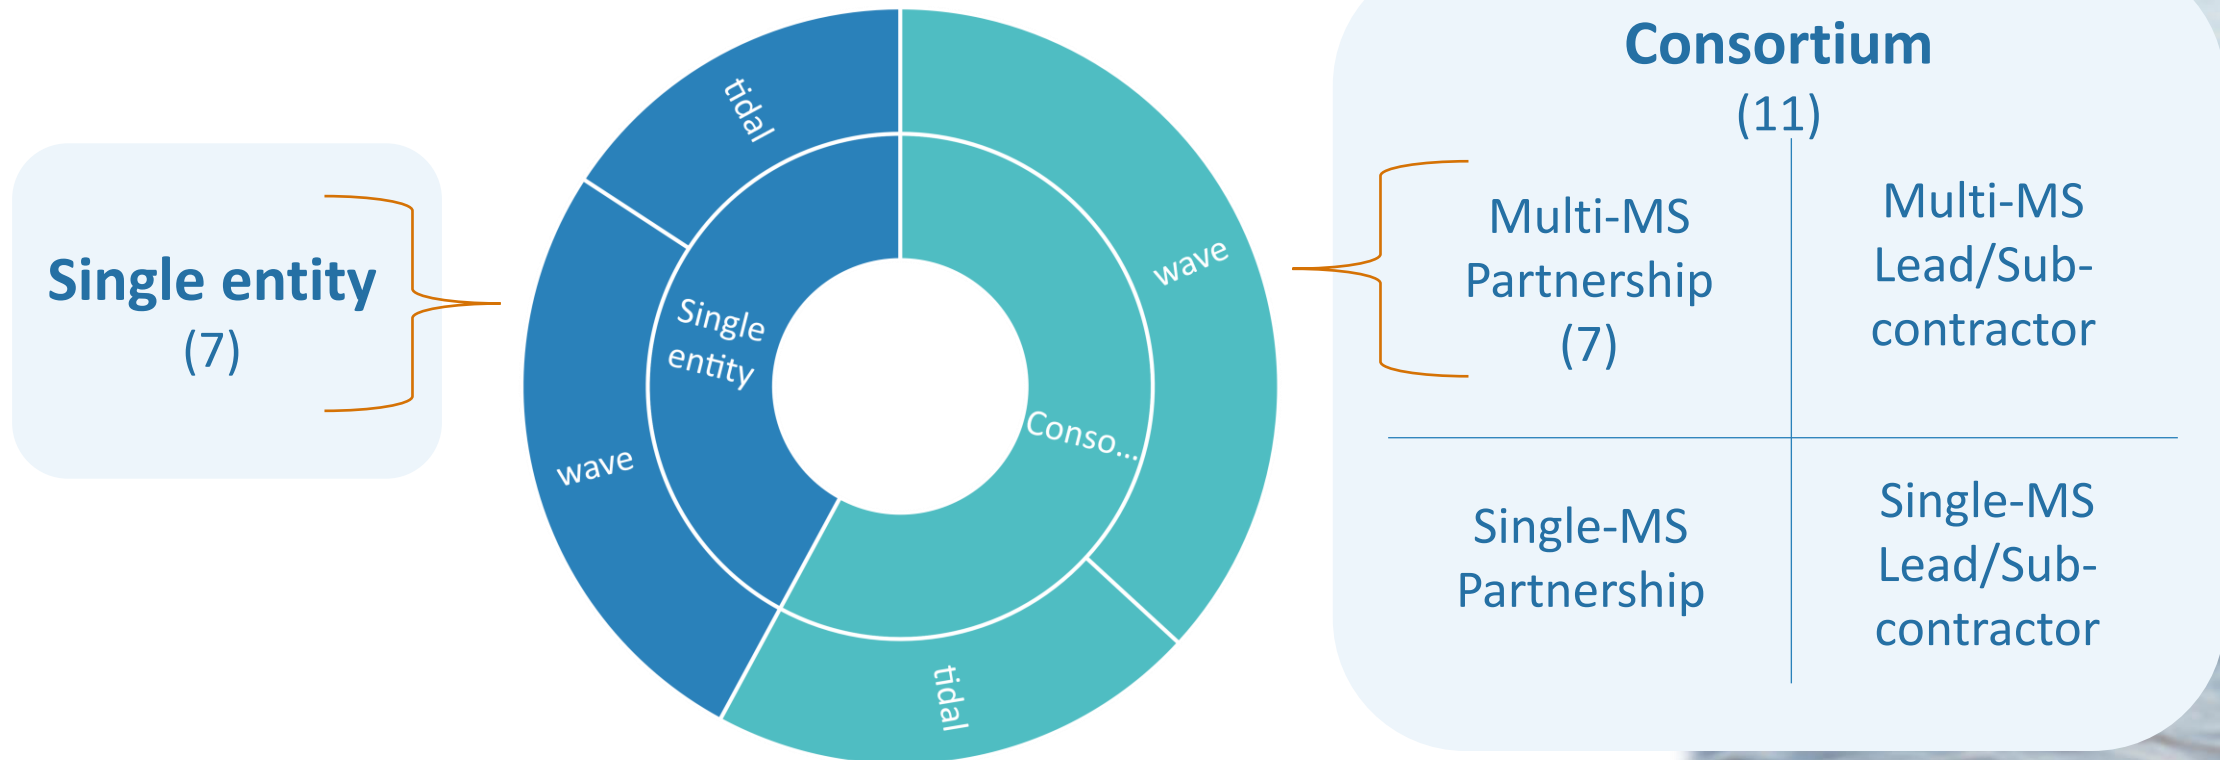 Single entity
(7)
tidal
wave
Single
entity
wave
Conso...
tidal
Consortium
(11)
Multi-MS
Partnership
(7)
Multi-MS
Lead/Sub-
contractor
Single-MS
Partnership
Single-MS
Lead/Sub-
contractor